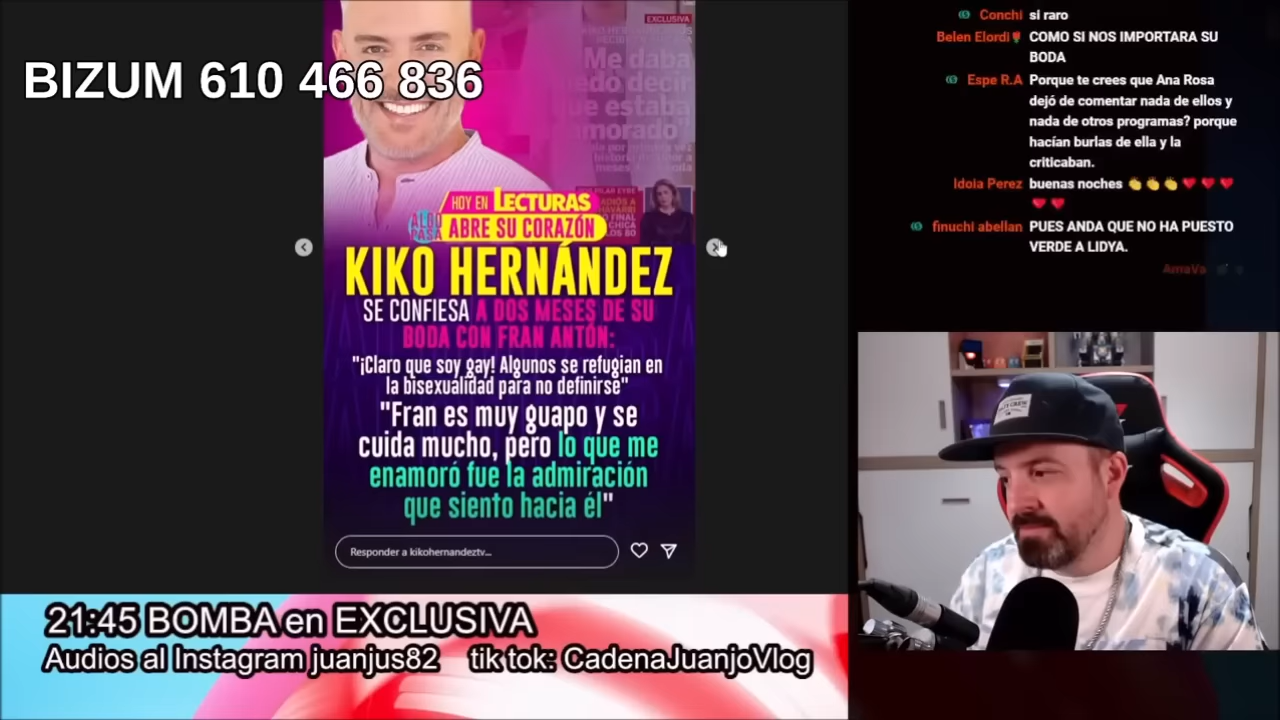 BIZUM 610 466 836
EXCLUSIVA
Me daba
HOY EN LECTURAS
ALGO PASA
ABRE SU CORAZÓN
KIKO HERNÁNDEZ
SE CONFIESA A DOS MESES DE SU
BODA CON FRAN ANTÓN:
"¡Claro que soy gay! Algunos se refugian en
la bisexualidad para no definirse"
"Fran es muy guapo y se
cuida mucho, pero lo que me
enamoró fue la admiración
que siento hacia él"
Responder a kikohernandeztv...
21:45 BOMBA en EXCLUSIVA
Audios al Instagram juanjus82 tik tok: CadenaJuanjoVlog
Conchi si raro
Belen Elordi🌹 COMO SI NOS IMPORTARA SU
BODA
Espe R.A Porque te crees que Ana Rosa
dejó de comentar nada de ellos y
nada de otros programas? porque
hacían burlas de ella y la
criticaban.
Idoia Perez buenas noches 👏👏👏❤️❤️❤️
❤️❤️
finuchi abellan PUES ANDA QUE NO HA PUESTO
VERDE A LIDYA.